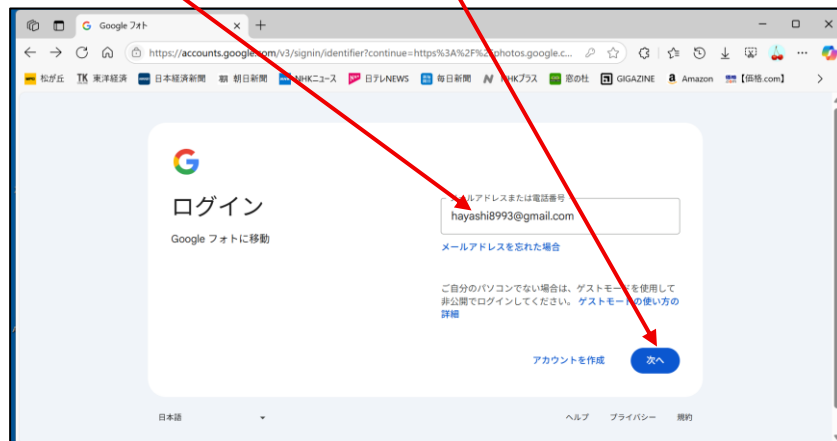 Google フォト
https://accounts.google.com/v3/signin/identifier?continue=https%3A%2F%2Fphotos.google.c...
松が丘 東洋経済 日本経済新聞 朝日新聞 NHKニュース 日テレNEWS 毎日新聞 NHKプラス 窓の杜 GIGAZINE Amazon 【価格.com】
ログイン
Google フォトに移動
メールアドレスまたは電話番号
hayashi8993@gmail.com
メールアドレスを忘れた場合
ご自分のパソコンでない場合は、ゲストモードを使用して
非公開でログインしてください。 ゲストモードの使い方の
詳細
アカウントを作成 次へ
日本語 ヘルプ プライバシー 規約